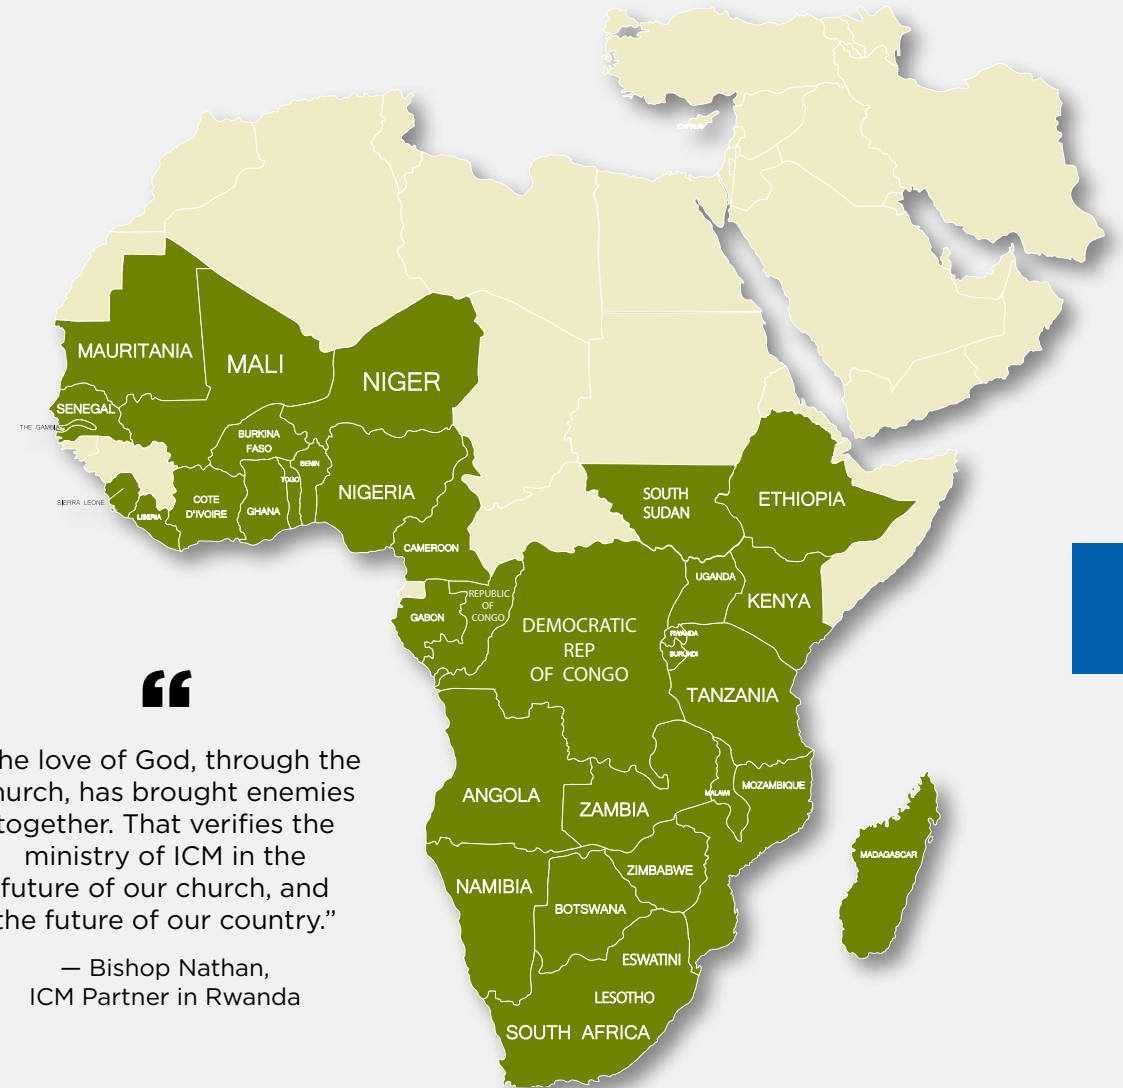 CYPRUS
MAURITANIA
MALI
NIGER
SENEGAL
THE GAMBIA
BURKINA
FASO
BENIN
TOGO
NIGERIA
SIERRA LEONE
LIBERIA
COTE
D'IVOIRE
GHANA
SOUTH
SUDAN
ETHIOPIA
CAMEROON
UGANDA
KENYA
GABON
REPUBLIC
OF
CONGO
DEMOCRATIC
REP
OF CONGO
RWANDA
BURUNDI
TANZANIA
ANGOLA
ZAMBIA
MALAWI
MOZAMBIQUE
MADAGASCAR
NAMIBIA
ZIMBABWE
BOTSWANA
ESWATINI
LESOTHO
SOUTH AFRICA
“
he love of God, through the
hurch, has brought enemies
together. That verifies the
ministry of ICM in the
future of our church, and
the future of our country.”
— Bishop Nathan,
ICM Partner in Rwanda